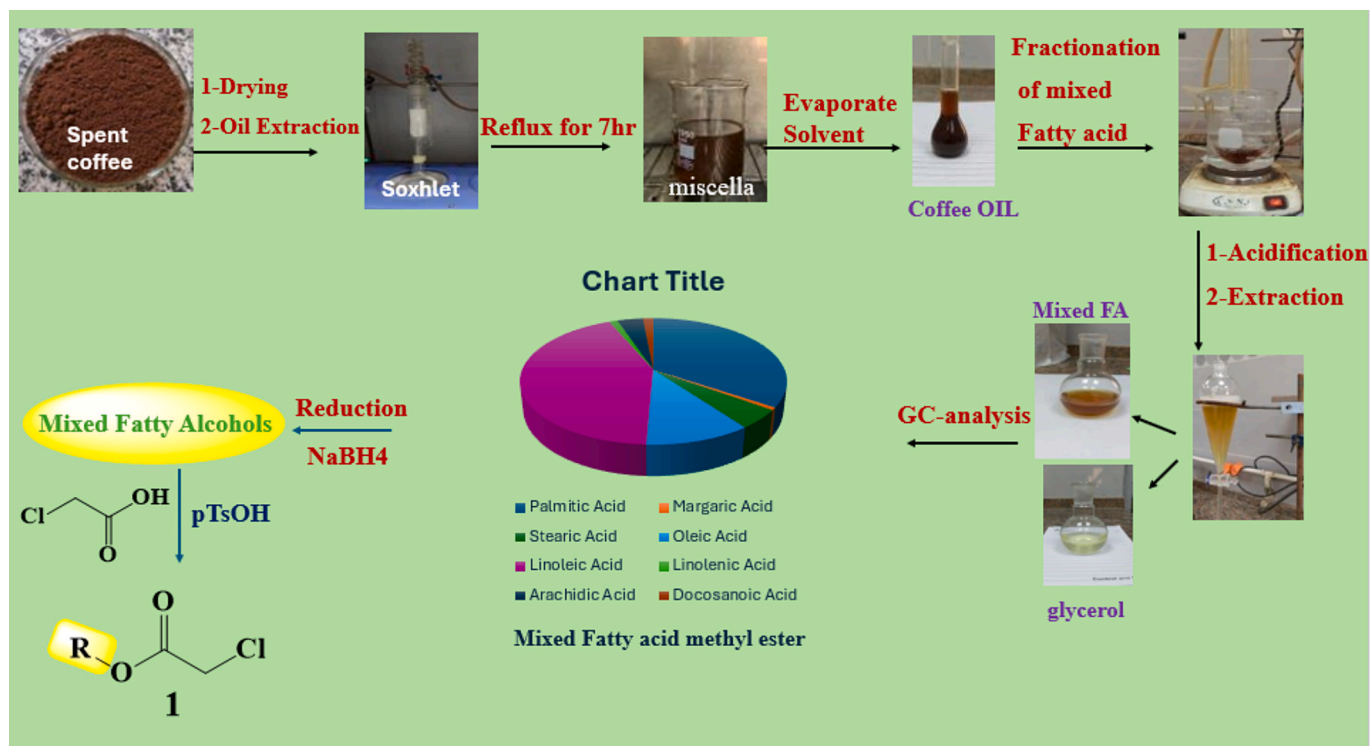 Spent
coffee
1-Drying
2-Oil Extraction
Soxhlet
Reflux for 7hr
miscella
Evaporate
Solvent
Coffee OIL
Fractionation
of mixed
Fatty acid
1-Acidification
2-Extraction
Mixed FA
glycerol
GC-analysis
Chart Title
Palmitic Acid
Margaric Acid
Stearic Acid
Oleic Acid
Linoleic Acid
Linolenic Acid
Arachidic Acid
Docosanoic Acid
Mixed Fatty acid methyl ester
Reduction
NaBH4
Mixed Fatty Alcohols
Cl
OH
O
pTsOH
O
R
O
Cl
1